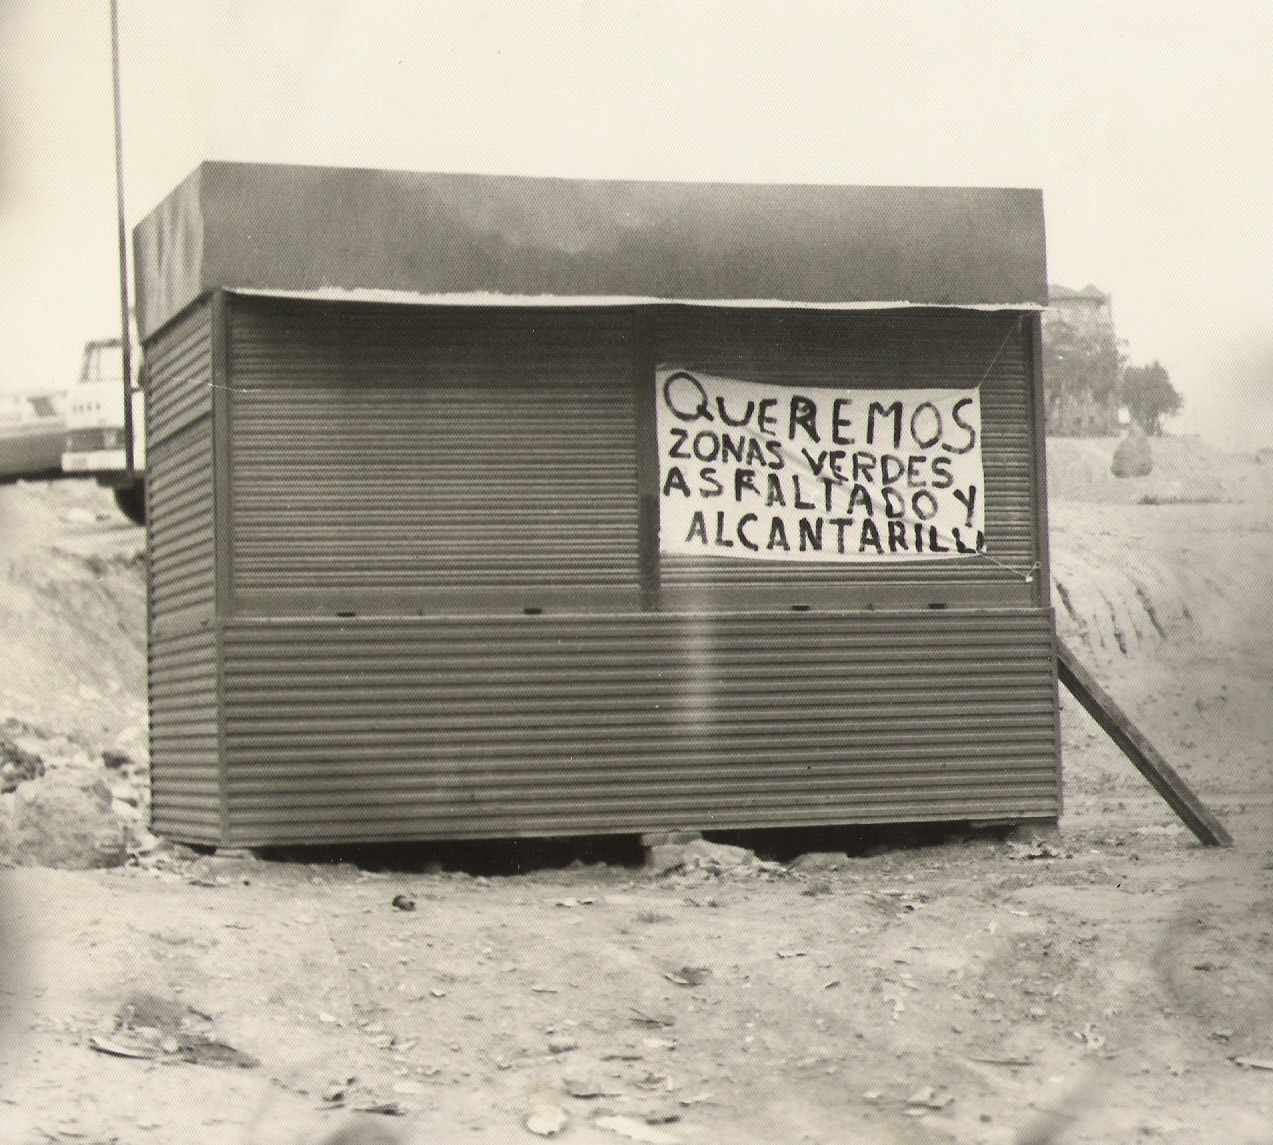 QUEREMOS
ZONAS VERDES
ASFALTADO Y
ALCANTARILL